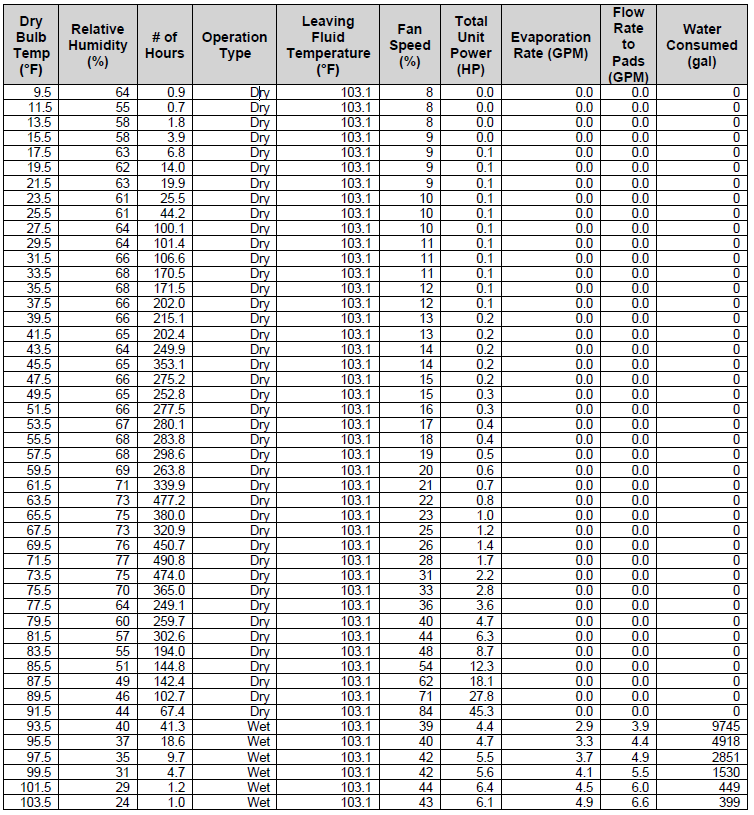 Dry Bulb Temp (°F) Relative Humidity (%) # of Hours Operation Type Leaving Fluid Temperature (°F) Fan Speed (%) Total Unit Power (HP) Evaporation Rate (GPM) Flow Rate to Pads (GPM) Water Consumed (gal)
9.5 64 0.9 Dry 103.1 8 0.0 0.0 0.0 0
11.5 55 0.7 Dry 103.1 8 0.0 0.0 0.0 0
13.5 58 1.8 Dry 103.1 8 0.0 0.0 0.0 0
15.5 58 3.9 Dry 103.1 9 0.0 0.0 0.0 0
17.5 63 6.8 Dry 103.1 9 0.1 0.0 0.0 0
19.5 62 14.0 Dry 103.1 9 0.1 0.0 0.0 0
21.5 63 19.9 Dry 103.1 9 0.1 0.0 0.0 0
23.5 61 25.5 Dry 103.1 10 0.1 0.0 0.0 0
25.5 61 44.2 Dry 103.1 10 0.1 0.0 0.0 0
27.5 64 100.1 Dry 103.1 10 0.1 0.0 0.0 0
29.5 64 101.4 Dry 103.1 11 0.1 0.0 0.0 0
31.5 66 106.6 Dry 103.1 11 0.1 0.0 0.0 0
33.5 68 170.5 Dry 103.1 11 0.1 0.0 0.0 0
35.5 68 171.5 Dry 103.1 12 0.1 0.0 0.0 0
37.5 66 202.0 Dry 103.1 12 0.1 0.0 0.0 0
39.5 66 215.1 Dry 103.1 13 0.2 0.0 0.0 0
41.5 65 202.4 Dry 103.1 13 0.2 0.0 0.0 0
43.5 64 249.9 Dry 103.1 14 0.2 0.0 0.0 0
45.5 65 353.1 Dry 103.1 14 0.2 0.0 0.0 0
47.5 66 275.2 Dry 103.1 15 0.2 0.0 0.0 0
49.5 65 252.8 Dry 103.1 15 0.3 0.0 0.0 0
51.5 66 277.5 Dry 103.1 16 0.3 0.0 0.0 0
53.5 67 280.1 Dry 103.1 17 0.4 0.0 0.0 0
55.5 68 283.8 Dry 103.1 18 0.4 0.0 0.0 0
57.5 68 298.6 Dry 103.1 19 0.5 0.0 0.0 0
59.5 69 263.8 Dry 103.1 20 0.6 0.0 0.0 0
61.5 71 339.9 Dry 103.1 21 0.7 0.0 0.0 0
63.5 73 477.2 Dry 103.1 22 0.8 0.0 0.0 0
65.5 75 380.0 Dry 103.1 23 1.0 0.0 0.0 0
67.5 73 320.9 Dry 103.1 25 1.2 0.0 0.0 0
69.5 76 450.7 Dry 103.1 26 1.4 0.0 0.0 0
71.5 77 490.8 Dry 103.1 28 1.7 0.0 0.0 0
73.5 75 474.0 Dry 103.1 31 2.2 0.0 0.0 0
75.5 70 365.0 Dry 103.1 33 2.8 0.0 0.0 0
77.5 64 249.1 Dry 103.1 36 3.6 0.0 0.0 0
79.5 60 259.7 Dry 103.1 40 4.7 0.0 0.0 0
81.5 57 302.6 Dry 103.1 44 6.3 0.0 0.0 0
83.5 55 194.0 Dry 103.1 48 8.7 0.0 0.0 0
85.5 51 144.8 Dry 103.1 54 12.3 0.0 0.0 0
87.5 49 142.4 Dry 103.1 62 18.1 0.0 0.0 0
89.5 46 102.7 Dry 103.1 71 27.8 0.0 0.0 0
91.5 44 67.4 Dry 103.1 84 45.3 0.0 0.0 0
93.5 40 41.3 Wet 103.1 39 4.4 2.9 3.9 9745
95.5 37 18.6 Wet 103.1 40 4.7 3.3 4.4 4918
97.5 35 9.7 Wet 103.1 42 5.5 3.7 4.9 2851
99.5 31 4.7 Wet 103.1 42 5.6 4.1 5.5 1530
101.5 29 1.2 Wet 103.1 44 6.4 4.5 6.0 449
103.5 24 1.0 Wet 103.1 43 6.1 4.9 6.6 399